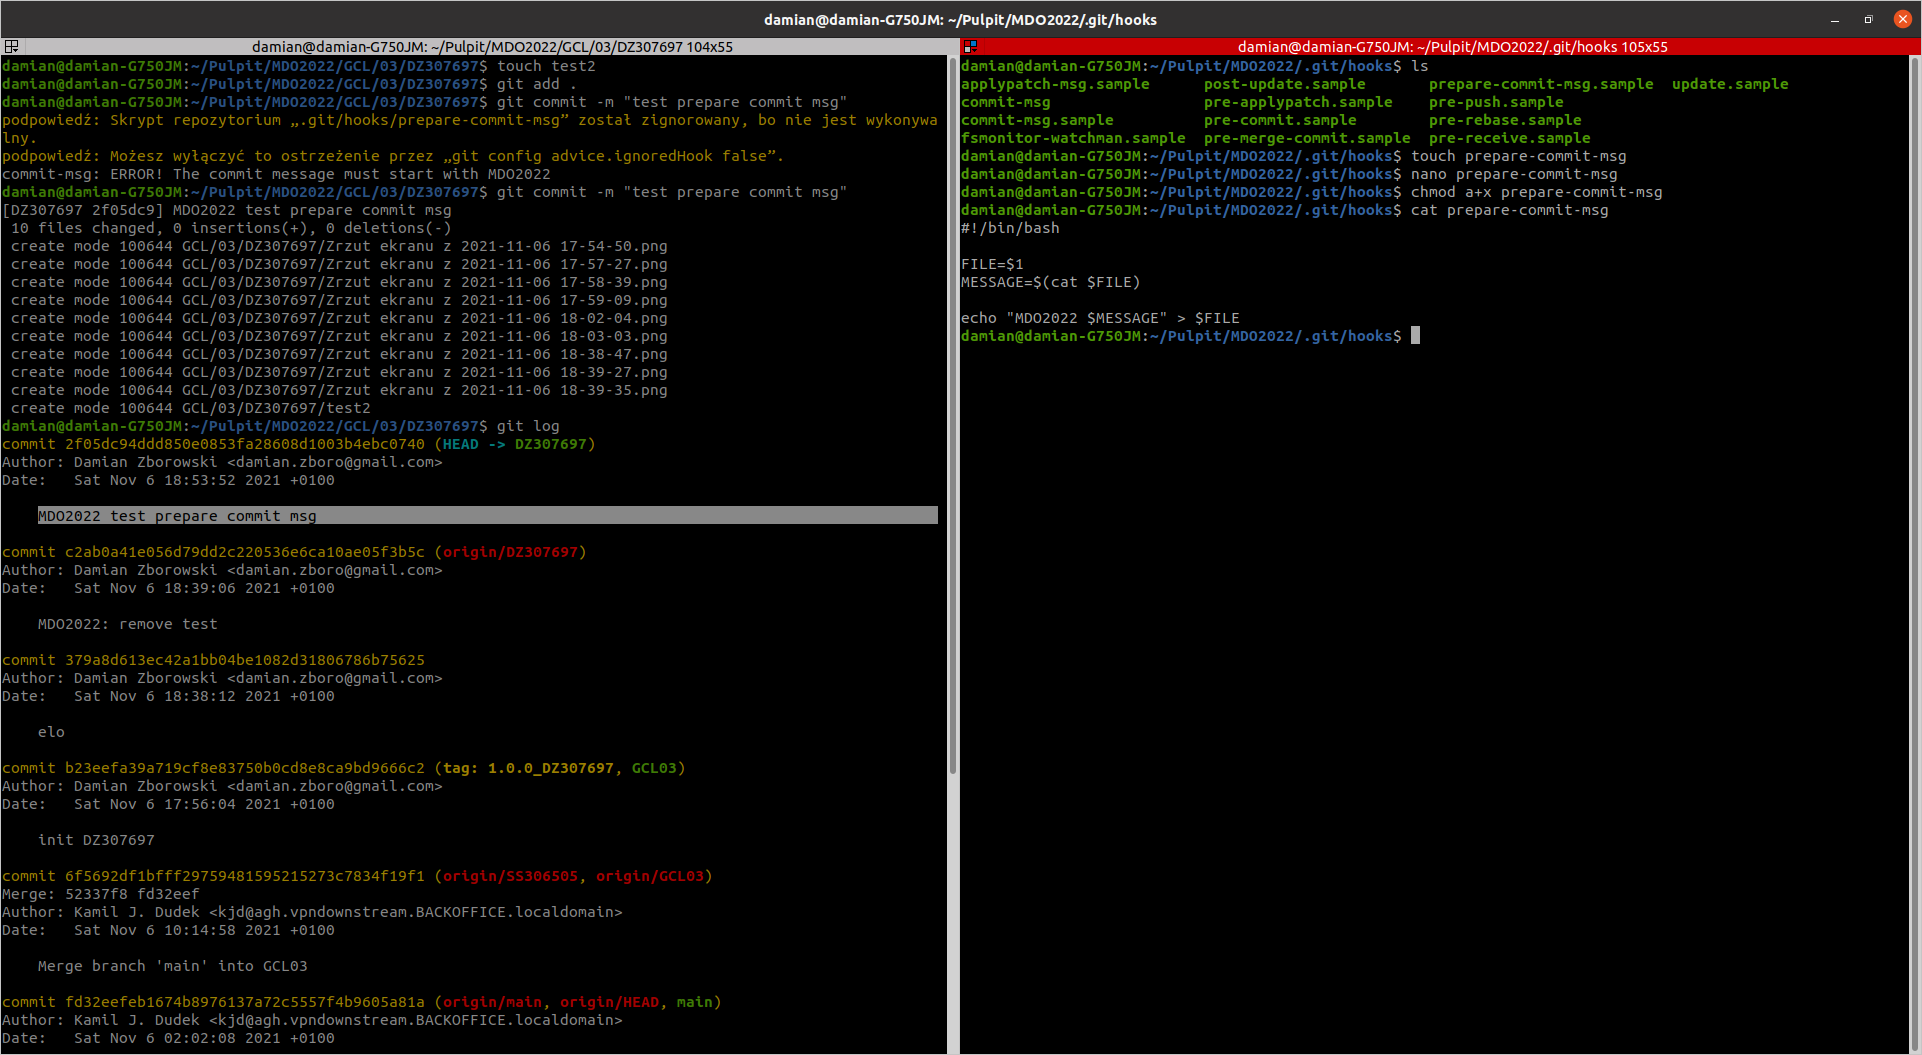 damian@damian-G750JM: ~/Pulpit/MDO2022/.git/hooks
damian@damian-G750JM: ~/Pulpit/MDO2022/GCL/03/DZ307697 104x55
damian@damian-G750JM:~/Pulpit/MDO2022/GCL/03/DZ307697$ touch test2
damian@damian-G750JM:~/Pulpit/MDO2022/GCL/03/DZ307697$ git add .
damian@damian-G750JM:~/Pulpit/MDO2022/GCL/03/DZ307697$ git commit -m "test prepare commit msg"
podpowiedź: Skrypt repozytorium „.git/hooks/prepare-commit-msg” został zignorowany, bo nie jest wykonywa
lny.
podpowiedź: Możesz wyłączyć to ostrzeżenie przez „git config advice.ignoredHook false”.
commit-msg: ERROR! The commit message must start with MDO2022
damian@damian-G750JM:~/Pulpit/MDO2022/GCL/03/DZ307697$ git commit -m "test prepare commit msg"
[DZ307697 2f05dc9] MDO2022 test prepare commit msg
 10 files changed, 0 insertions(+), 0 deletions(-)
 create mode 100644 GCL/03/DZ307697/Zrzut ekranu z 2021-11-06 17-54-50.png
 create mode 100644 GCL/03/DZ307697/Zrzut ekranu z 2021-11-06 17-57-27.png
 create mode 100644 GCL/03/DZ307697/Zrzut ekranu z 2021-11-06 17-58-39.png
 create mode 100644 GCL/03/DZ307697/Zrzut ekranu z 2021-11-06 17-59-09.png
 create mode 100644 GCL/03/DZ307697/Zrzut ekranu z 2021-11-06 18-02-04.png
 create mode 100644 GCL/03/DZ307697/Zrzut ekranu z 2021-11-06 18-03-03.png
 create mode 100644 GCL/03/DZ307697/Zrzut ekranu z 2021-11-06 18-38-47.png
 create mode 100644 GCL/03/DZ307697/Zrzut ekranu z 2021-11-06 18-39-27.png
 create mode 100644 GCL/03/DZ307697/Zrzut ekranu z 2021-11-06 18-39-35.png
 create mode 100644 GCL/03/DZ307697/test2
damian@damian-G750JM:~/Pulpit/MDO2022/GCL/03/DZ307697$ git log
commit 2f05dc94ddd850e0853fa28608d1003b4ebc0740 (HEAD -> DZ307697)
Author: Damian Zborowski <damian.zboro@gmail.com>
Date:   Sat Nov 6 18:53:52 2021 +0100
    MDO2022 test prepare commit msg
commit c2ab0a41e056d79dd2c220536e6ca10ae05f3b5c (origin/DZ307697)
Author: Damian Zborowski <damian.zboro@gmail.com>
Date:   Sat Nov 6 18:39:06 2021 +0100
    MDO2022: remove test
commit 379a8d613ec42a1bb04be1082d31806786b75625
Author: Damian Zborowski <damian.zboro@gmail.com>
Date:   Sat Nov 6 18:38:12 2021 +0100
    elo
commit b23eefa39a719cf8e83750b0cd8e8ca9bd9666c2 (tag: 1.0.0_DZ307697, GCL03)
Author: Damian Zborowski <damian.zboro@gmail.com>
Date:   Sat Nov 6 17:56:04 2021 +0100
    init DZ307697
commit 6f5692df1bfff29759481595215273c7834f19f1 (origin/SS306505, origin/GCL03)
Merge: 52337f8 fd32eef
Author: Kamil J. Dudek <kjd@agh.vpndownstream.BACKOFFICE.localdomain>
Date:   Sat Nov 6 10:14:58 2021 +0100
    Merge branch 'main' into GCL03
commit fd32eefeb1674b8976137a72c5557f4b9605a81a (origin/main, origin/HEAD, main)
Author: Kamil J. Dudek <kjd@agh.vpndownstream.BACKOFFICE.localdomain>
Date:   Sat Nov 6 02:02:08 2021 +0100
damian@damian-G750JM: ~/Pulpit/MDO2022/.git/hooks 105x55
damian@damian-G750JM:~/Pulpit/MDO2022/.git/hooks$ ls
applypatch-msg.sample      post-update.sample       prepare-commit-msg.sample  update.sample
commit-msg                 pre-applypatch.sample    pre-push.sample
commit-msg.sample          pre-commit.sample        pre-rebase.sample
fsmonitor-watchman.sample  pre-merge-commit.sample  pre-receive.sample
damian@damian-G750JM:~/Pulpit/MDO2022/.git/hooks$ touch prepare-commit-msg
damian@damian-G750JM:~/Pulpit/MDO2022/.git/hooks$ nano prepare-commit-msg
damian@damian-G750JM:~/Pulpit/MDO2022/.git/hooks$ chmod a+x prepare-commit-msg
damian@damian-G750JM:~/Pulpit/MDO2022/.git/hooks$ cat prepare-commit-msg
#!/bin/bash
FILE=$1
MESSAGE=$(cat $FILE)
echo "MDO2022 $MESSAGE" > $FILE
damian@damian-G750JM:~/Pulpit/MDO2022/.git/hooks$